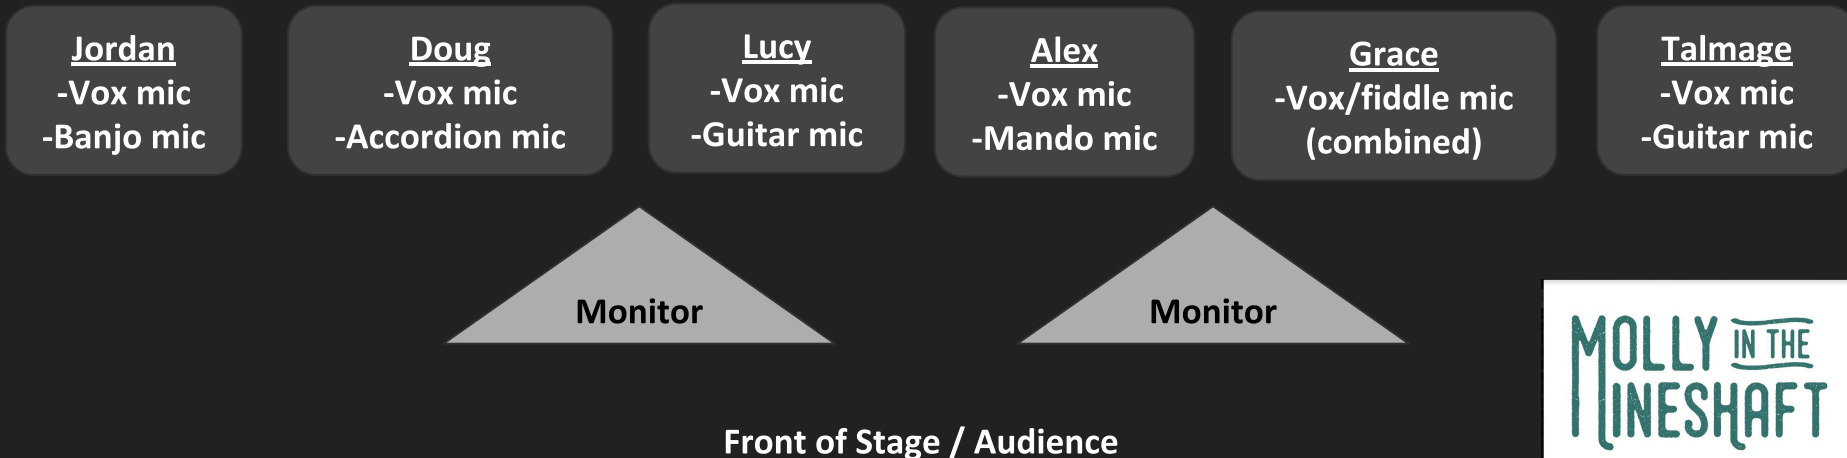 Jordan
-Vox mic
-Banjo mic
Doug
-Vox mic
-Accordion mic
Lucy
-Vox mic
-Guitar mic
Alex
-Vox mic
-Mando mic
Grace
-Vox/fiddle mic
(combined)
Talmage
-Vox mic
-Guitar mic
Monitor
Monitor
MOLLY IN THE
MINESHAFT
Front of Stage / Audience